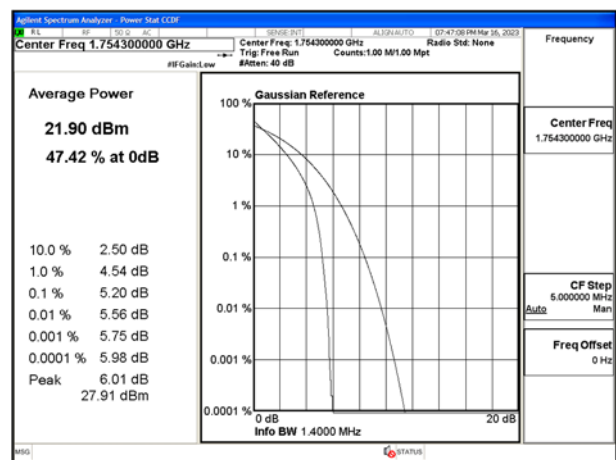 Agilent Spectrum Analyzer - Power Stat CCDF
RL RF 50 Ω AC SENSE:INT ALIGN AUTO 07:47:08 PM Mar 16, 2023
Center Freq 1.754300000 GHz
Center Freq: 1.754300000 GHz Radio Std: None
Trig: Free Run Counts:1.00 M/1.00 Mpt
#IFGain:Low #Atten: 40 dB
Frequency
Average Power
21.90 dBm
47.42 % at 0dB
10.0 % 2.50 dB
1.0 % 4.54 dB
0.1 % 5.20 dB
0.01 % 5.56 dB
0.001 % 5.75 dB
0.0001 % 5.98 dB
Peak 6.01 dB
27.91 dBm
Gaussian Reference
100 %
10 %
1 %
0.1 %
0.01 %
0.001 %
0.0001 %
0 dB 20 dB
Info BW 1.4000 MHz
Center Freq
1.754300000 GHz
CF Step
5.000000 MHz
Auto Man
Freq Offset
0 Hz
MSG STATUS